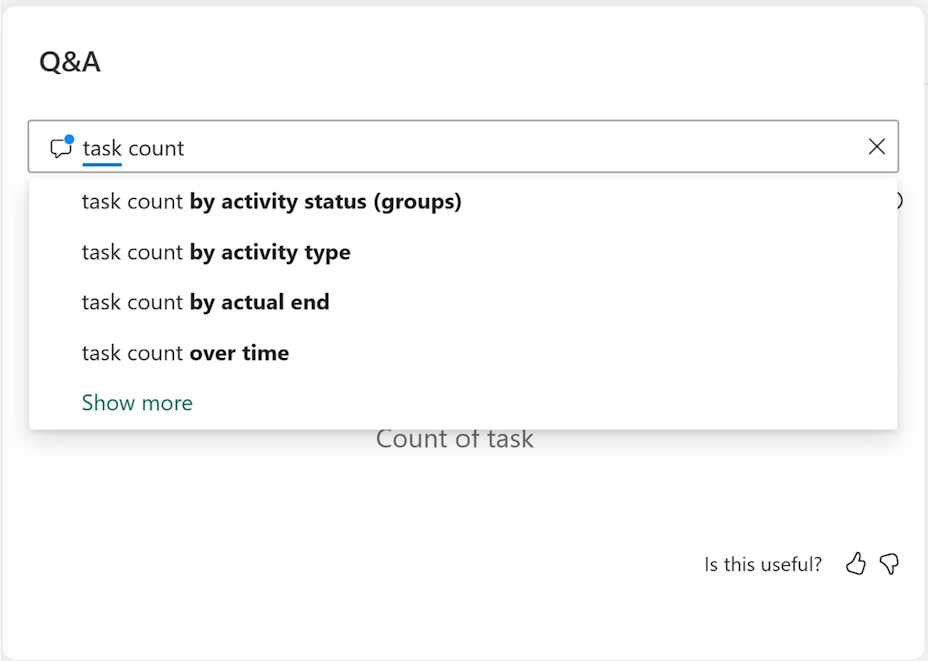 Q&A
task count
task count by activity status (groups)
task count by activity type
task count by actual end
task count over time
Show more
Count of task
Is this useful?